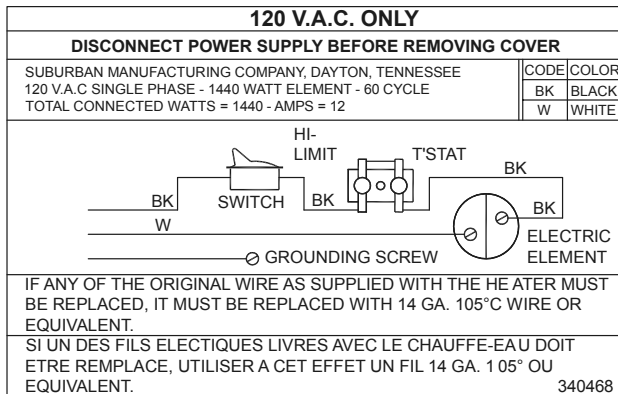 120 V.A.C. ONLY
DISCONNECT POWER SUPPLY BEFORE REMOVING COVER
SUBURBAN MANUFACTURING COMPANY, DAYTON, TENNESSEE
120 V.A.C SINGLE PHASE - 1440 WATT ELEMENT - 60 CYCLE
TOTAL CONNECTED WATTS = 1440 - AMPS = 12
CODE COLOR
BK BLACK
W WHITE
HI-
LIMIT T'STAT
BK
BK SWITCH BK BK
W
ELECTRIC
GROUNDING SCREW ELEMENT
IF ANY OF THE ORIGINAL WIRE AS SUPPLIED WITH THE HE ATER MUST
BE REPLACED, IT MUST BE REPLACED WITH 14 GA. 105°C WIRE OR
EQUIVALENT.
SI UN DES FILS ELECTIQUES LIVRES AVEC LE CHAUFFE-EAU DOIT
ETRE REMPLACE, UTILISER A CET EFFET UN FIL 14 GA. 1 05° OU
EQUIVALENT. 340468